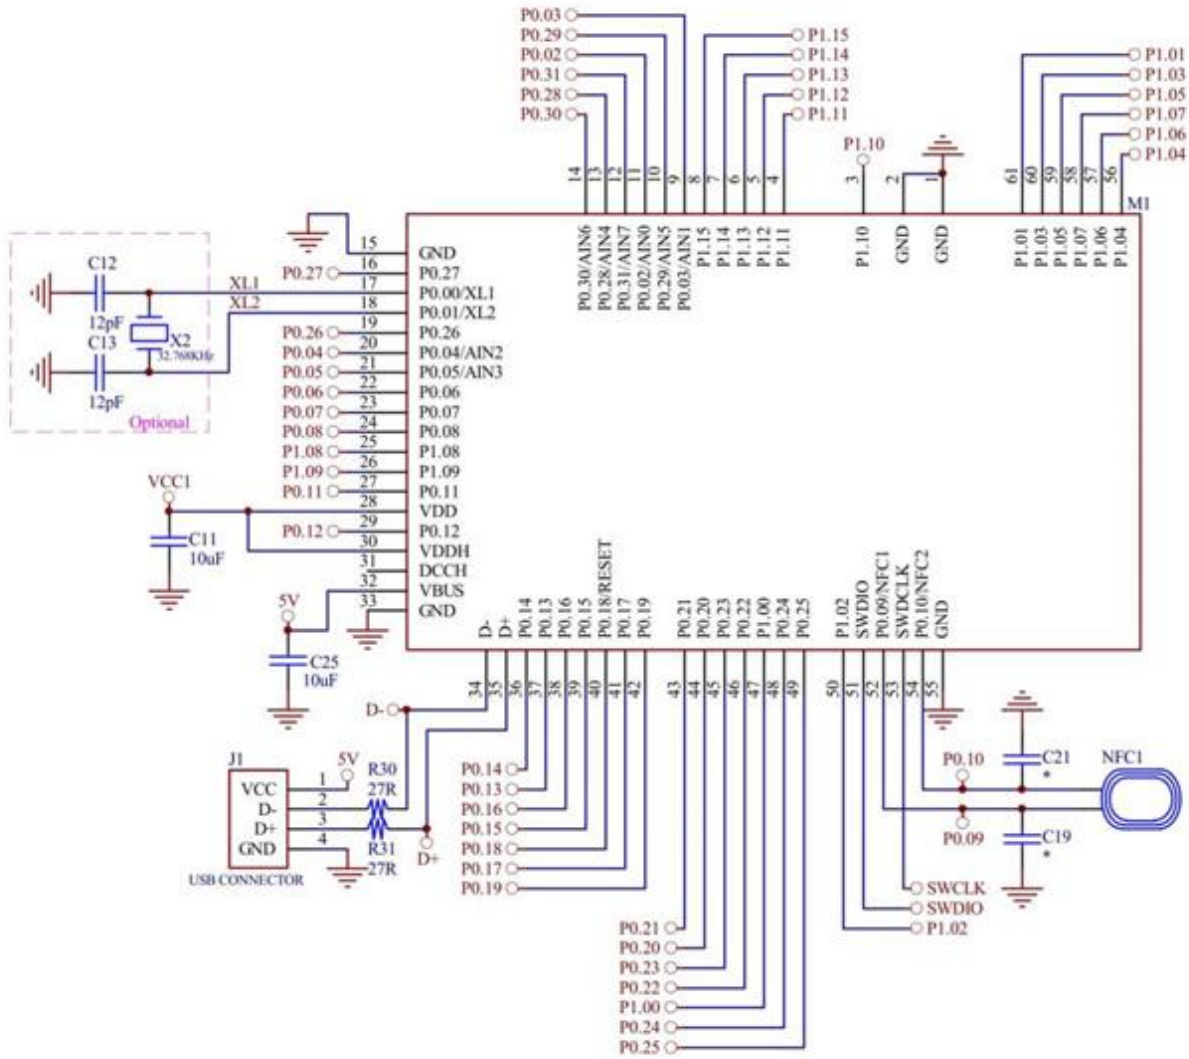 P0.03
P0.29
P0.02
P0.31
P0.28
P0.30
P1.15
P1.14
P1.13
P1.12
P1.11
P1.01
P1.03
P1.05
P1.07
P1.06
P1.04
P1.10
14
13
12
11
10
9
8
7
6
5
4
3
2
1
61
60
59
58
57
56
M1
P0.30/AIN6
P0.28/AIN4
P0.31/AIN7
P0.02/AIN0
P0.29/AIN5
P0.03/AIN1
P1.15
P1.14
P1.13
P1.12
P1.11
P1.10
GND
GND
P1.01
P1.03
P1.05
P1.07
P1.06
P1.04
15 GND
P0.27 16 P0.27
XL1 17 P0.00/XL1
XL2 18 P0.01/XL2
P0.26 19 P0.26
P0.04 20 P0.04/AIN2
P0.05 21 P0.05/AIN3
P0.06 22 P0.06
P0.07 23 P0.07
P0.08 24 P0.08
P1.08 25 P1.08
P1.09 26 P1.09
P0.11 27 P0.11
28 VDD
P0.12 29 P0.12
30 VDDH
31 DCCH
32 VBUS
33 GND
C12
12pF
C13
12pF
X2
32.768KHz
Optional
VCC1
C11
10uF
5V
C25
10uF
D-
D+
P0.14
P0.13
P0.16
P0.15
P0.18/RESET
P0.17
P0.19
P0.21
P0.20
P0.23
P0.22
P1.00
P0.24
P0.25
P1.02
SWDIO
P0.09/NFC1
SWDCLK
P0.10/NFC2
GND
34
35
36
37
38
39
40
41
42
43
44
45
46
47
48
49
50
51
52
53
54
55
D-
J1
VCC 1
D- 2
D+ 3
GND 4
USB CONNECTOR
5V
R30
27R
R31
27R
D+
P0.14
P0.13
P0.16
P0.15
P0.18
P0.17
P0.19
P0.21
P0.20
P0.23
P0.22
P1.00
P0.24
P0.25
P0.10
P0.09
C21
*
C19
*
NFC1
SWCLK
SWDIO
P1.02